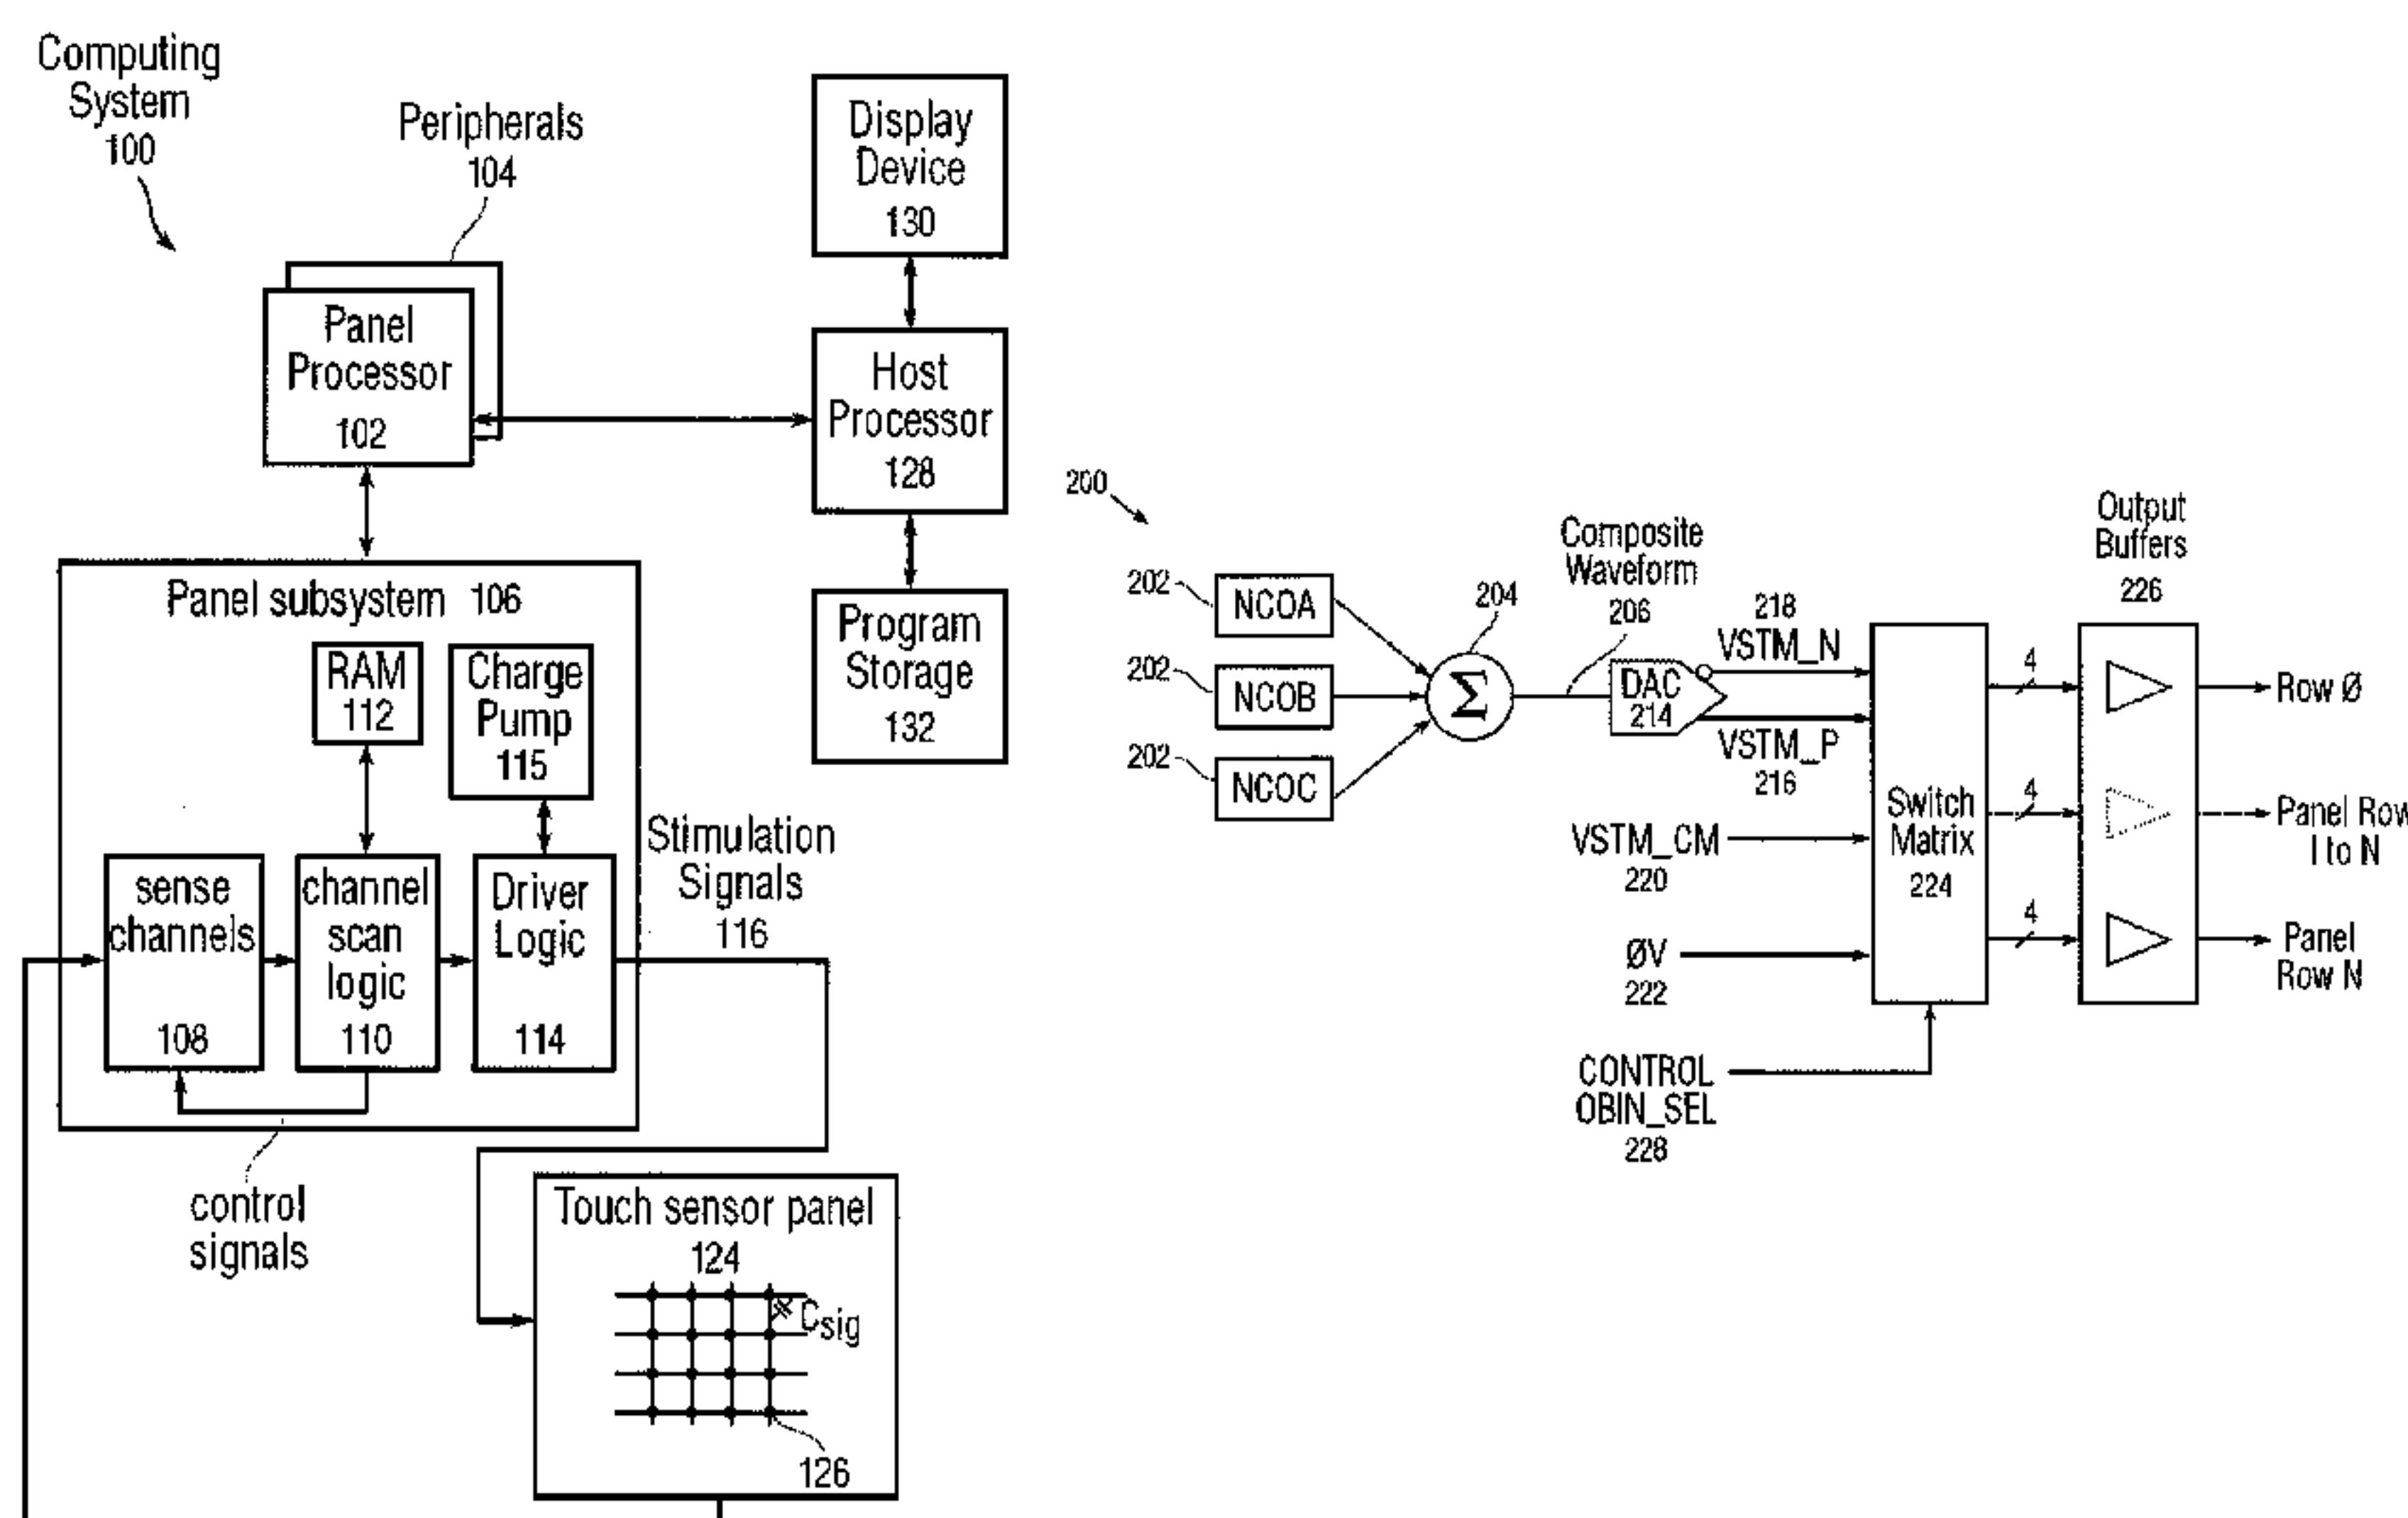 Computing
System
100
Peripherals
104
Display
Device
130
Panel
Processor
102
Host
Processor
128
Program
Storage
132
Panel subsystem 106
RAM
112
Charge
Pump
115
sense
channels
108
channel
scan
logic
110
Driver
Logic
114
Stimulation
Signals
116
control
signals
Touch sensor panel
124
Csig
126
200
202
NCOA
202
NCOB
202
NCOC
204
Σ
Composite
Waveform
206
DAC
214
218
VSTM_N
VSTM_P
216
VSTM_CM
220
ØV
222
CONTROL
OBIN_SEL
228
Switch
Matrix
224
4
4
4
Output
Buffers
226
Row Ø
Panel Row
I to N
Panel
Row N